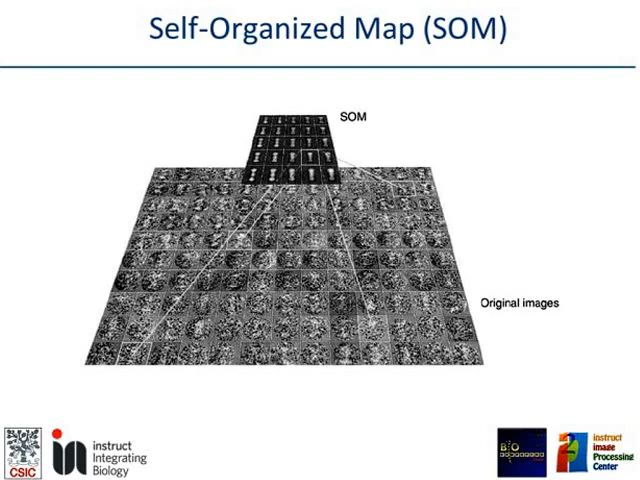 Self-Organized Map (SOM)
SOM
Original images
CSIC
instruct
Integrating
Biology
instruct
image
Processing
Center